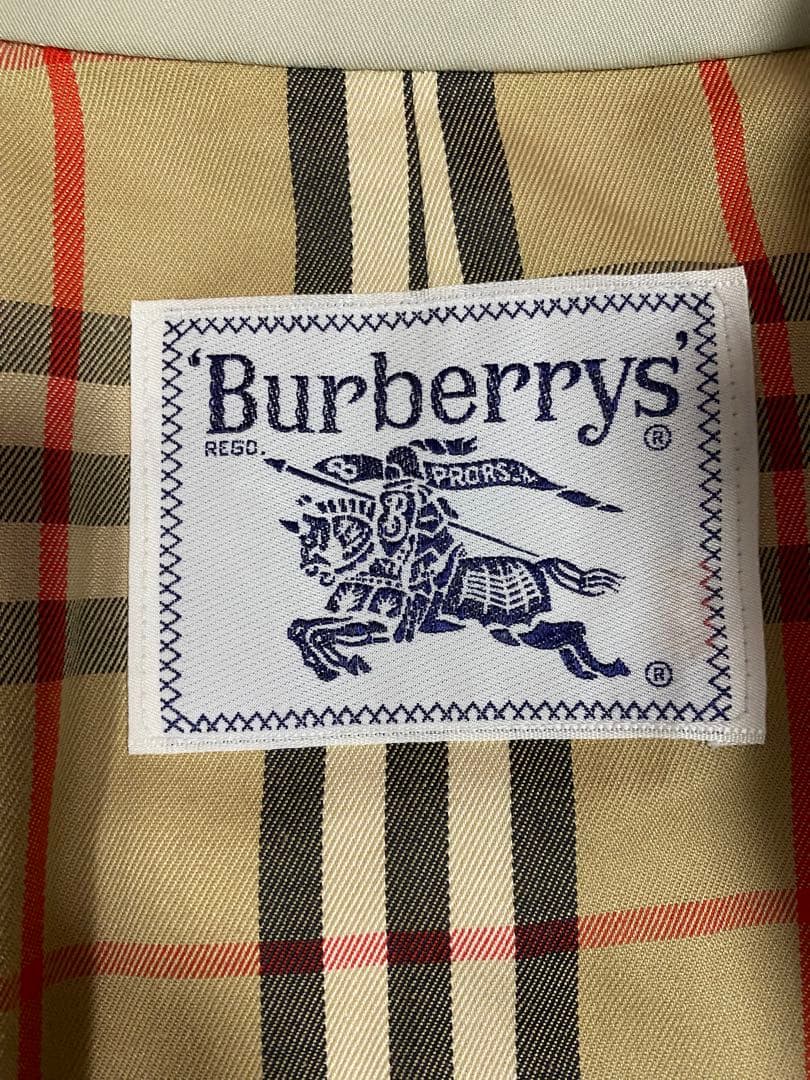 'Burberrys'
REGD.
®
PRORSUM
®